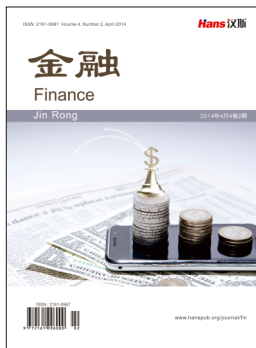 ISSN: 2161-0967 Volume 4, Number 2, April 2014
Hans汉斯
金融
Finance
Jin Rong
2014年4月4卷2期
$
ISSN: 2161-0967
02
www.hanspub.org/journal/fin